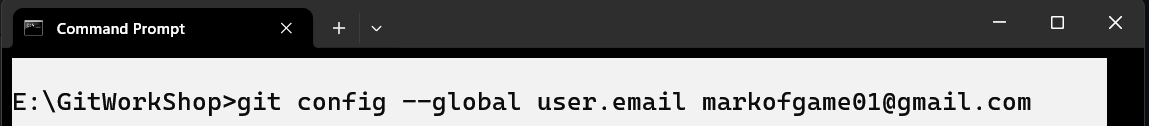 Command Prompt
E:\GitWorkShop>git config --global user.email markofgame01@gmail.com